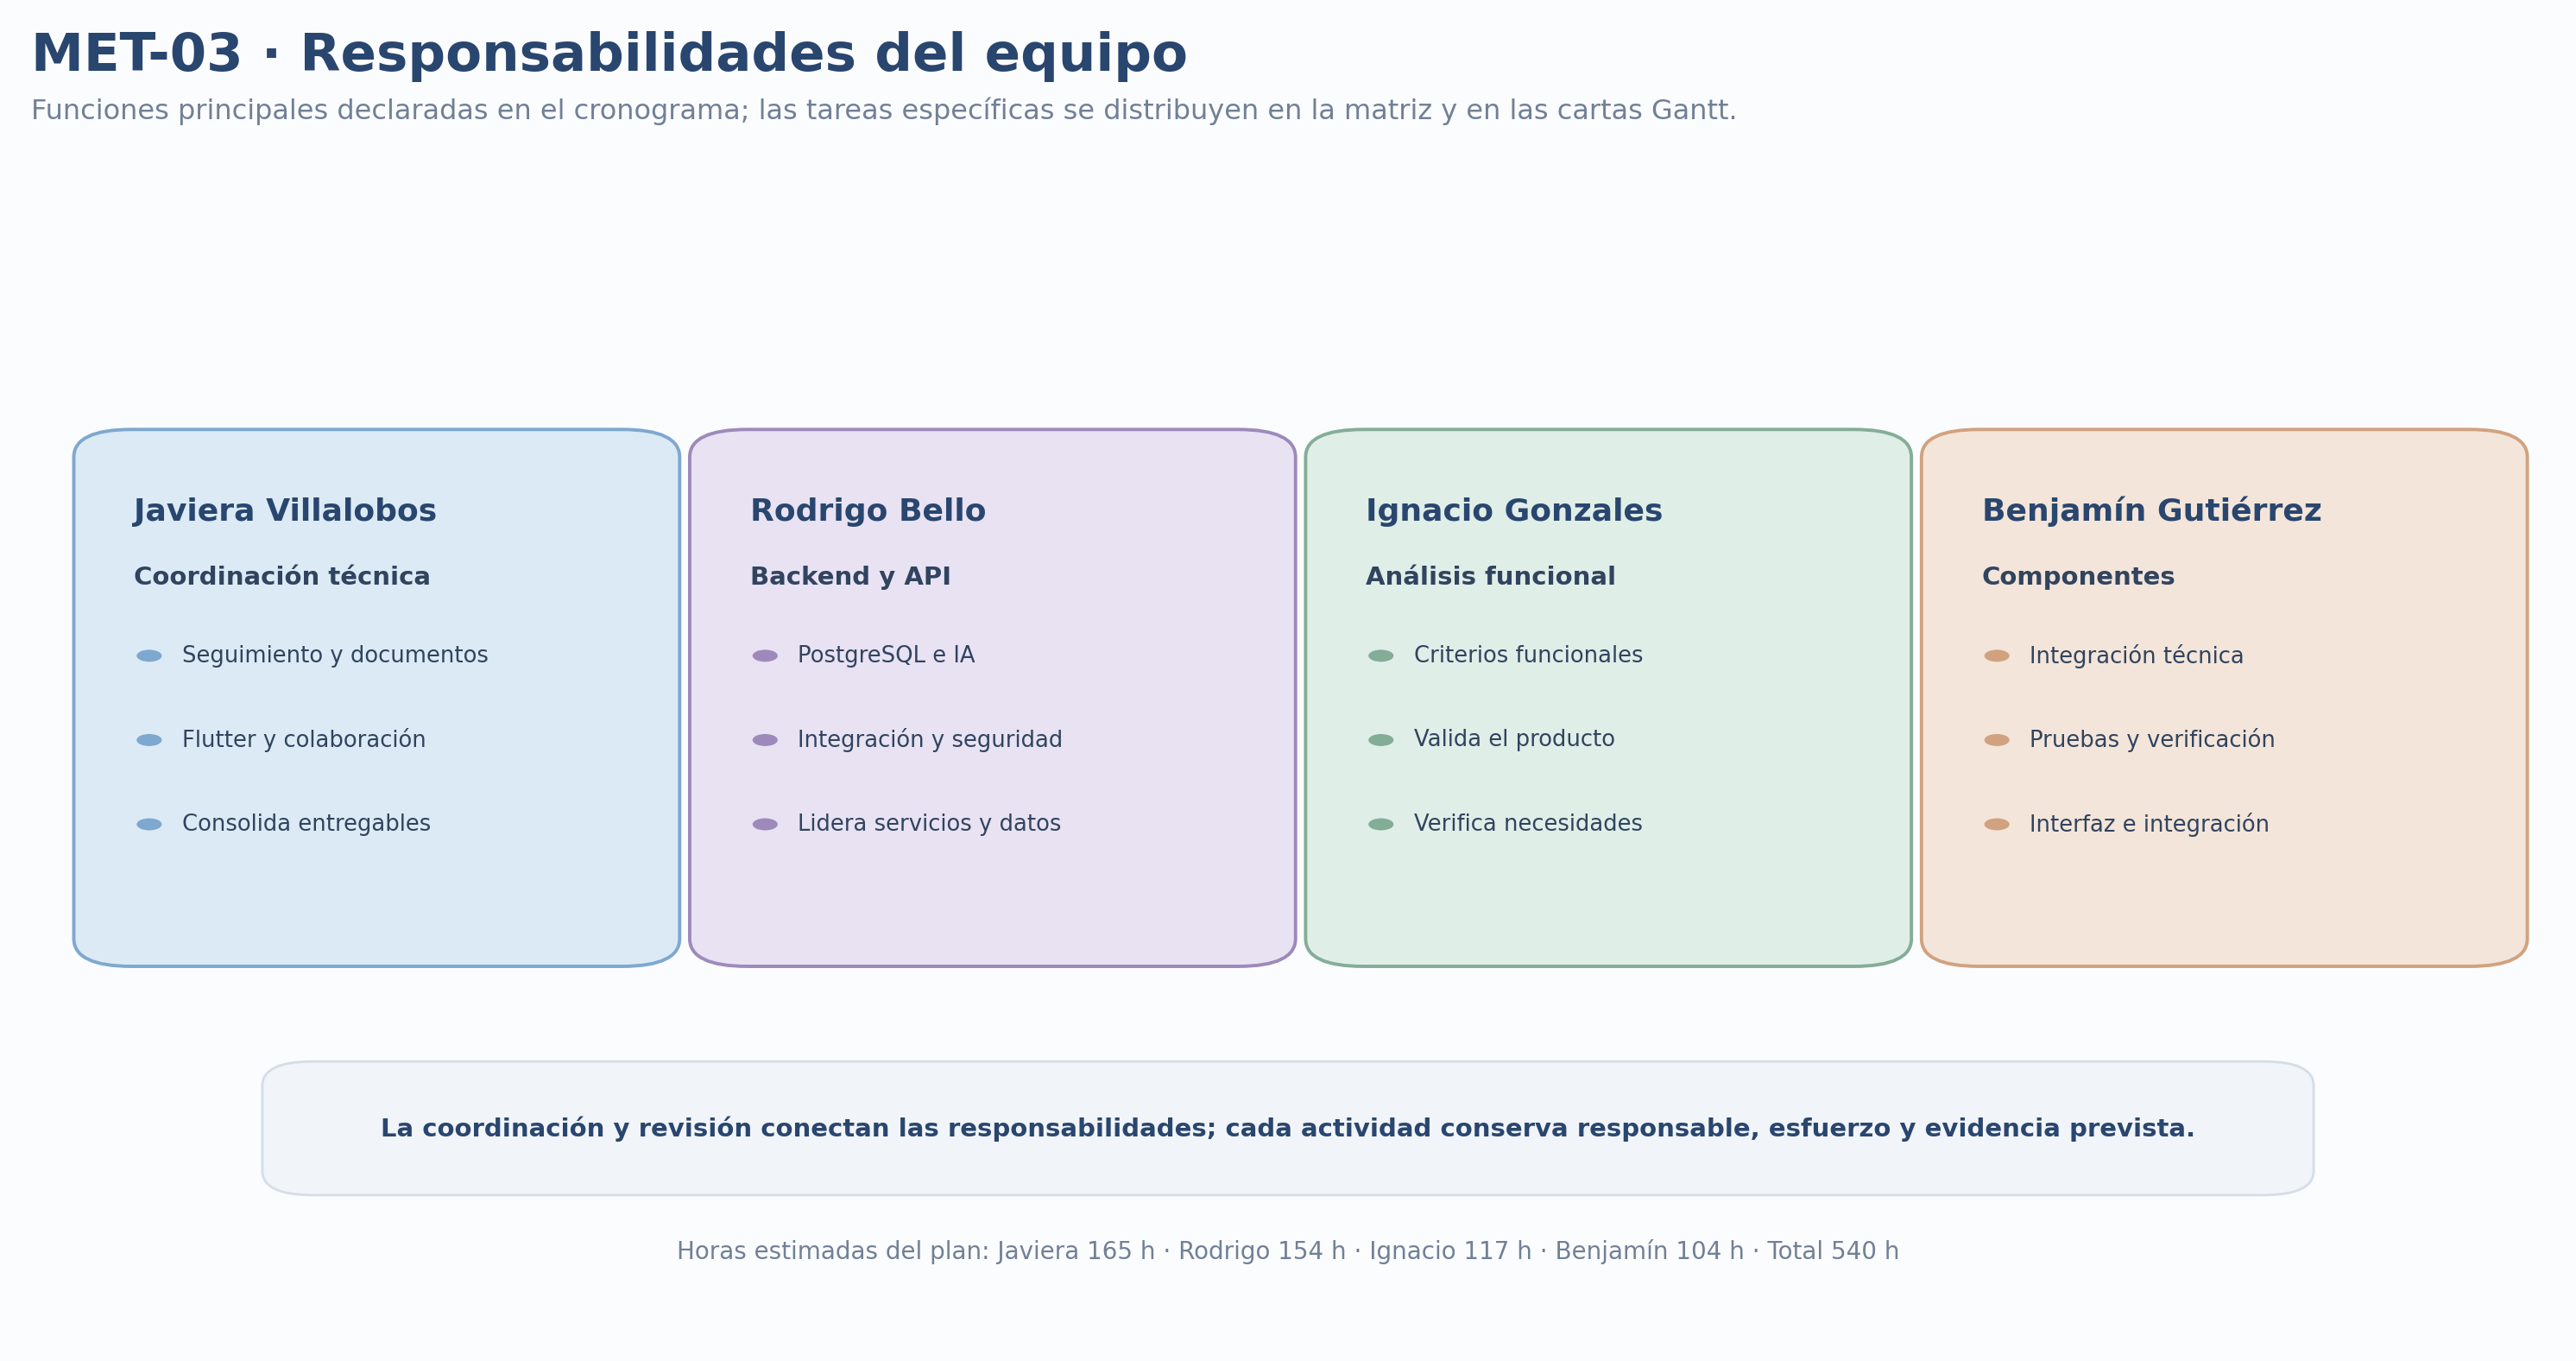 MET-03 · Responsabilidades del equipo
Funciones principales declaradas en el cronograma; las tareas específicas se distribuyen en la matriz y en las cartas Gantt.
Javiera Villalobos
Coordinación técnica
Seguimiento y documentos
Flutter y colaboración
Consolida entregables
Rodrigo Bello
Backend y API
PostgreSQL e IA
Integración y seguridad
Lidera servicios y datos
Ignacio Gonzales
Análisis funcional
Criterios funcionales
Valida el producto
Verifica necesidades
Benjamín Gutiérrez
Componentes
Integración técnica
Pruebas y verificación
Interfaz e integración
La coordinación y revisión conectan las responsabilidades; cada actividad conserva responsable, esfuerzo y evidencia prevista.
Horas estimadas del plan: Javiera 165 h · Rodrigo 154 h · Ignacio 117 h · Benjamín 104 h · Total 540 h